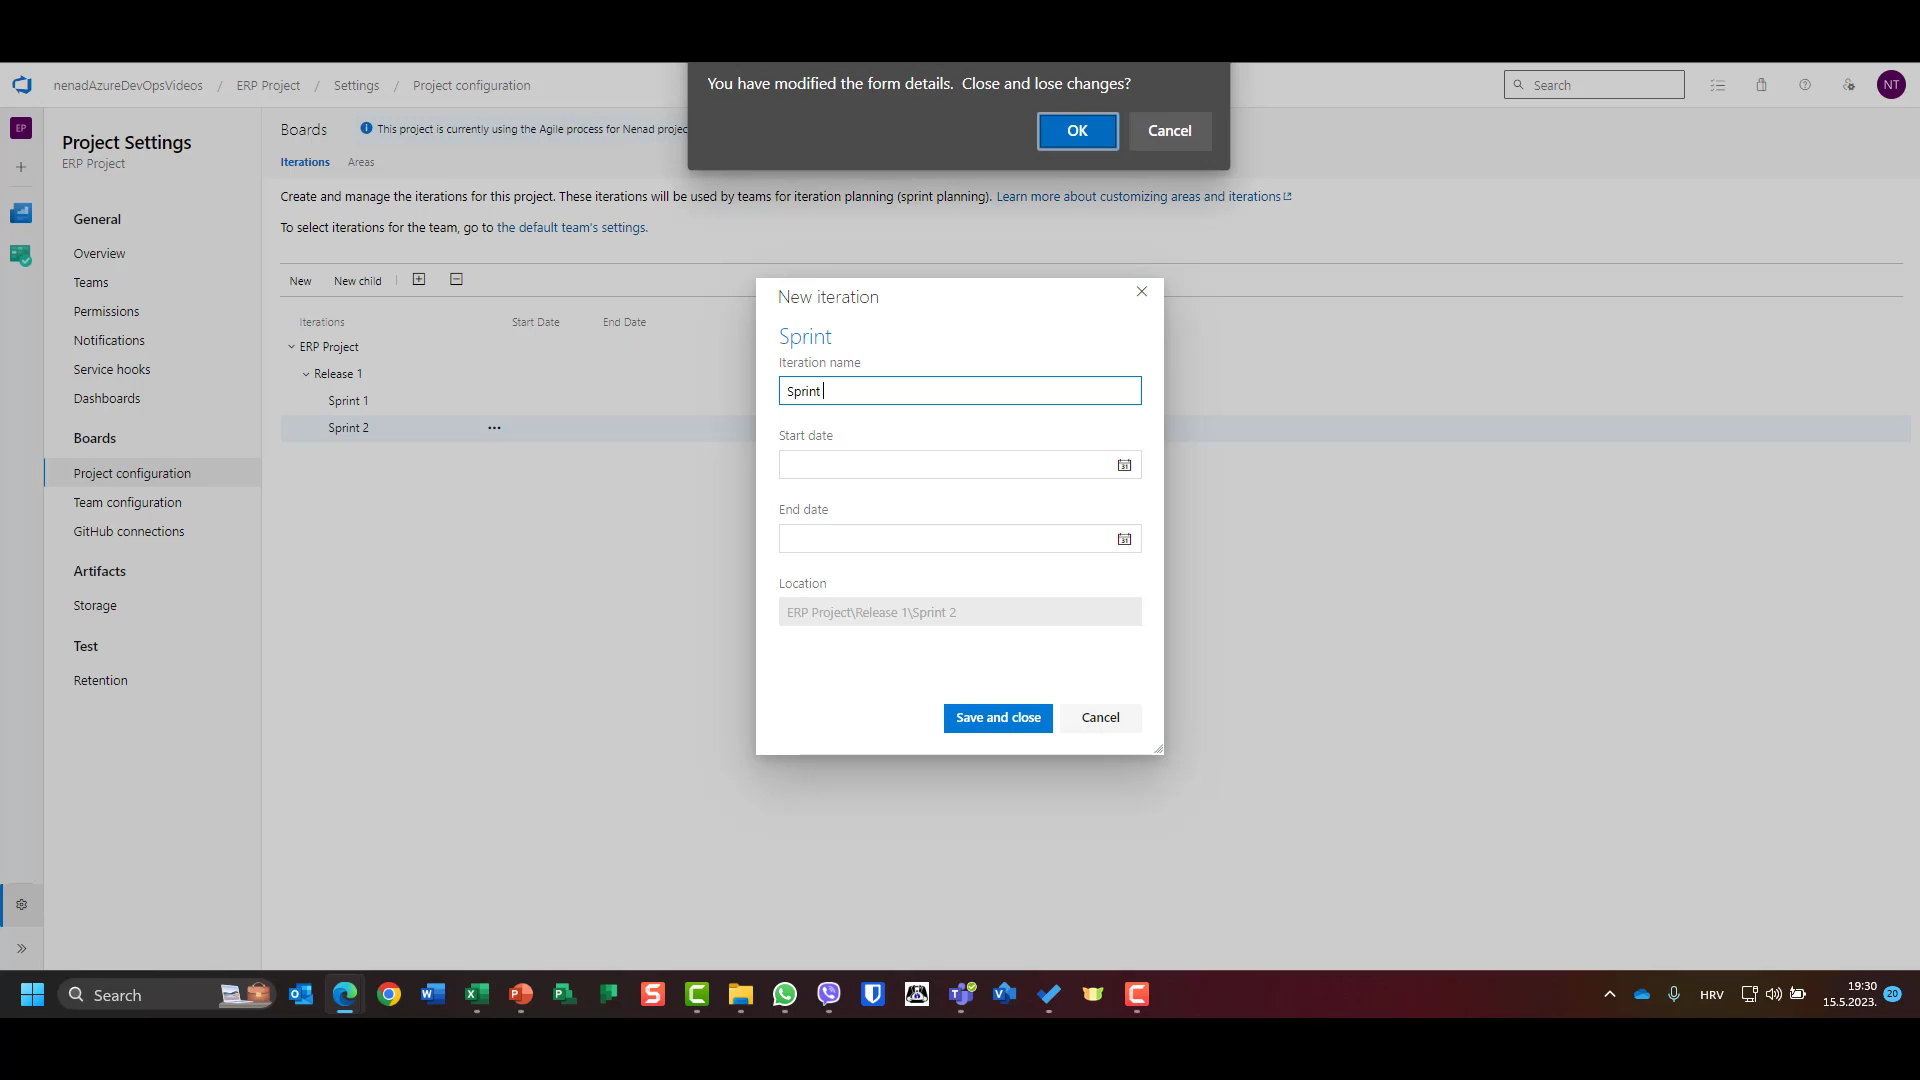 You have modified the form details.  Close and lose changes?
OK
Cancel
nenadAzureDevOpsVideos / ERP Project / Settings / Project configuration
Search
NT
EP
Project Settings
ERP Project
General
Overview
Teams
Permissions
Notifications
Service hooks
Dashboards
Boards
Project configuration
Team configuration
GitHub connections
Artifacts
Storage
Test
Retention
Boards
This project is currently using the Agile process for Nenad projec
Iterations
Areas
Create and manage the iterations for this project. These iterations will be used by teams for iteration planning (sprint planning). Learn more about customizing areas and iterations
To select iterations for the team, go to the default team's settings.
New
New child
Iterations
Start Date
End Date
ERP Project
Release 1
Sprint 1
Sprint 2
New iteration
Sprint
Iteration name
Sprint
Start date
31
End date
31
Location
ERP Project\Release 1\Sprint 2
Save and close
Cancel
Search
HRV
19:30
15.5.2023.
20